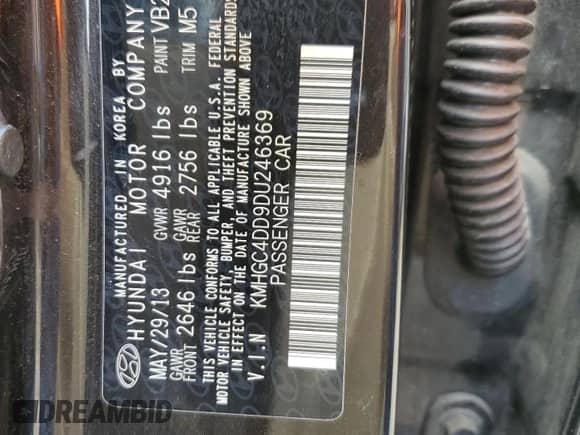 MANUFACTURED IN KOREA BY
HYUNDAI MOTOR COMPANY
MAY/29/13 GVWR 4916 lbs PAINT VB2
GAWR FRONT 2646 lbs GAWR REAR 2756 lbs TRIM M5
THIS VEHICLE CONFORMS TO ALL APPLICABLE U.S.A. FEDERAL
MOTOR VEHICLE SAFETY, BUMPER, AND THEFT PREVENTION STANDARDS
IN EFFECT ON THE DATE OF MANUFACTURE SHOWN ABOVE
V.I.N KMHGC4DD9DU246369
PASSENGER CAR
DREAMBID